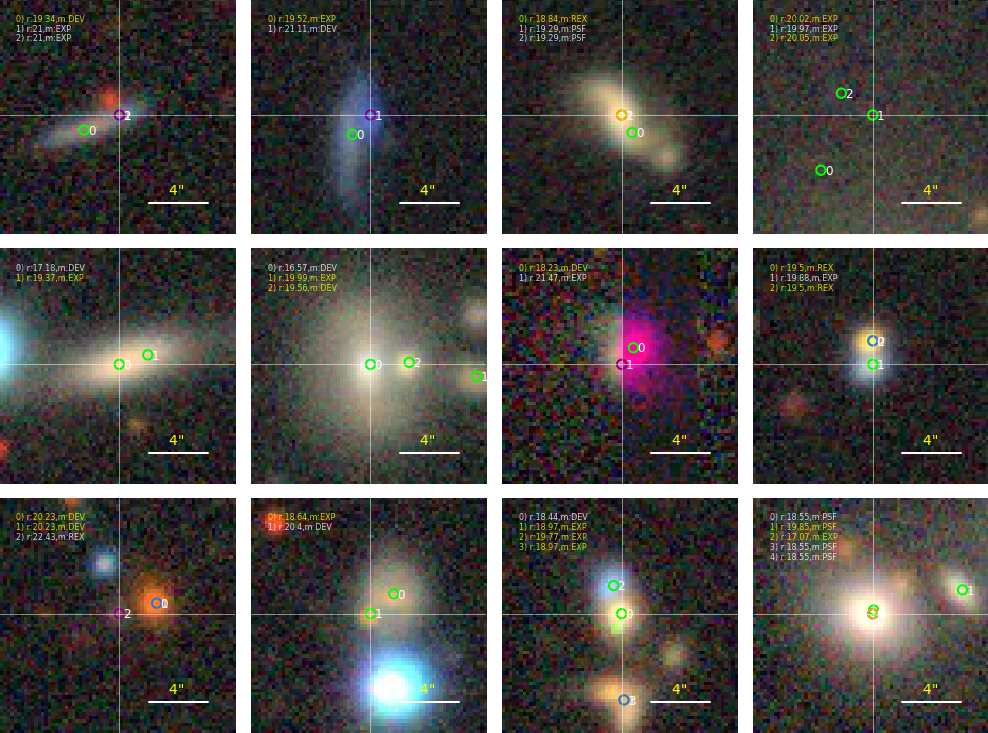 0) r:19.34,m:DEV
1) r:21,m:EXP
2) r:21,m:EXP
2
0
4"
0) r:19.52,m:EXP
1) r:21.11,m:DEV
1
0
4"
0) r:18.84,m:REX
1) r:19.29,m:PSF
2) r:19.29,m:PSF
2
0
4"
0) r:20.02,m:EXP
1) r:19.97,m:EXP
2) r:20.05,m:EXP
2
1
0
4"
0) r:17.18,m:DEV
1) r:19.37,m:EXP
1
0
4"
0) r:16.57,m:DEV
1) r:19.99,m:EXP
2) r:19.56,m:DEV
0
2
1
4"
0) r:18.23,m:DEV
1) r:21.47,m:EXP
0
1
4"
0) r:19.5,m:REX
1) r:19.88,m:EXP
2) r:19.5,m:REX
2
1
4"
0) r:20.23,m:DEV
1) r:20.23,m:DEV
2) r:22.43,m:REX
2
4"
0) r:18.64,m:EXP
1) r:20.4,m:DEV
0
1
4"
0) r:18.44,m:DEV
1) r:18.97,m:EXP
2) r:19.77,m:EXP
3) r:18.97,m:EXP
2
0
3
4"
0) r:18.55,m:PSF
1) r:19.85,m:PSF
2) r:17.07,m:EXP
3) r:18.55,m:PSF
4) r:18.55,m:PSF
1
4"